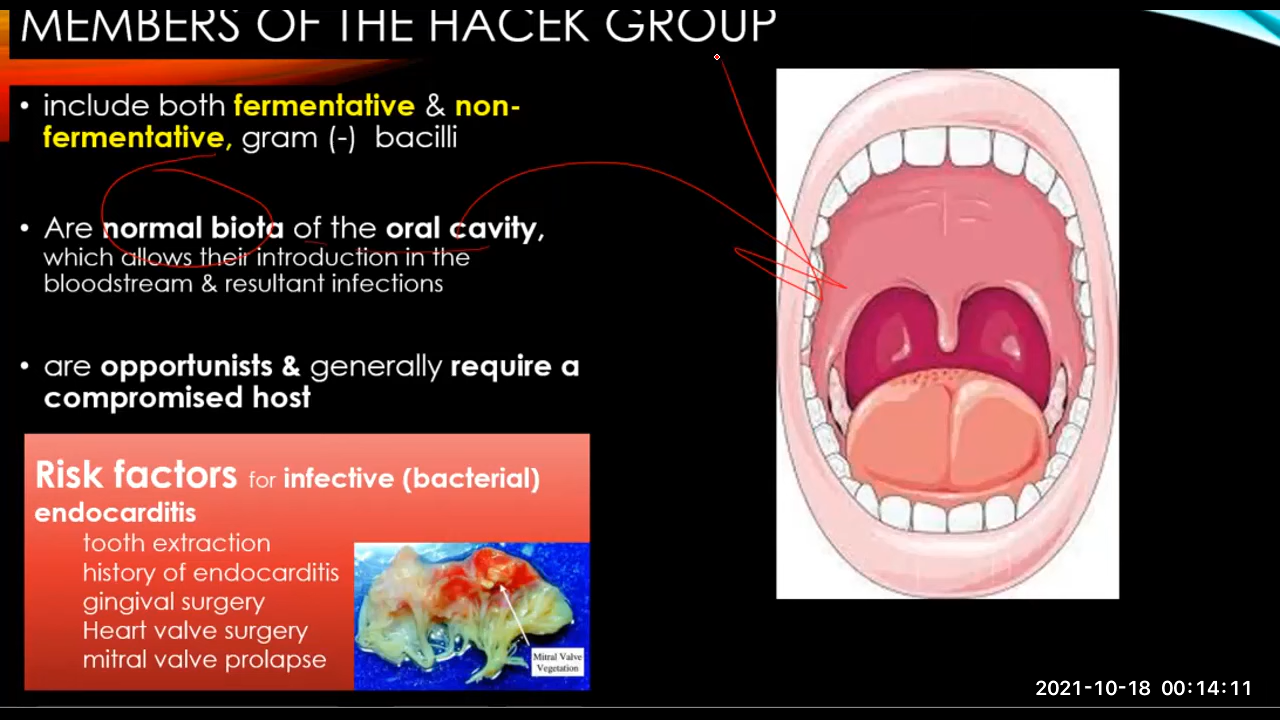 MEMBERS OF THE HACEK GROUP
• include both fermentative & non-
fermentative, gram (-) bacilli
• Are normal biota of the oral cavity,
which allows their introduction in the
bloodstream & resultant infections
• are opportunists & generally require a
compromised host
Risk factors for infective (bacterial)
endocarditis
tooth extraction
history of endocarditis
gingival surgery
Heart valve surgery
mitral valve prolapse
Mitral Valve
Vegetation
2021-10-18 00:14:11